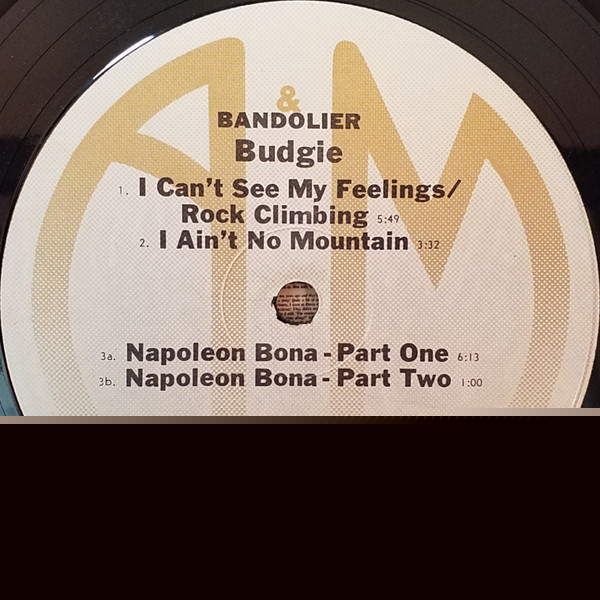 &
BANDOLIER
Budgie
1. I Can't See My Feelings/
Rock Climbing 5:49
2. I Ain't No Mountain 3:32
3a. Napoleon Bona - Part One 6:13
3b. Napoleon Bona - Part Two 1:00